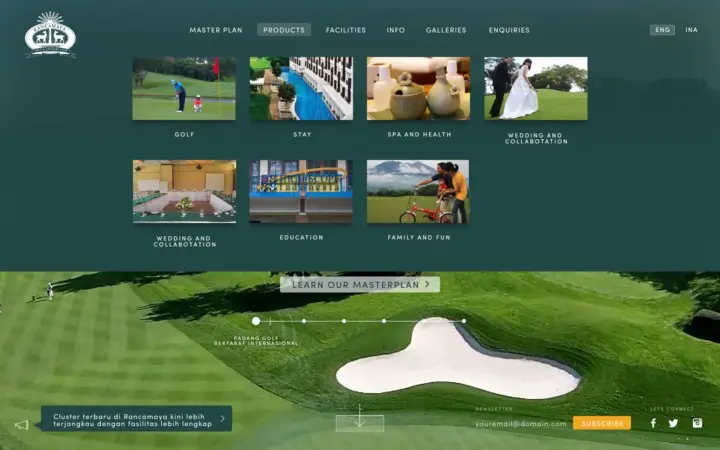 RANCAMAYA
MASTER PLAN
PRODUCTS
FACILITIES
INFO
GALLERIES
ENQUIRIES
ENG
INA
GOLF
STAY
SPA AND HEALTH
WEDDING AND
COLLABOTATION
WEDDING AND
COLLABOTATION
EDUCATION
FAMILY AND FUN
LEARN OUR MASTERPLAN
PADANG GOLF
BERTARAF INTERNASIONAL
Cluster terbaru di Rancamaya kini lebih
terjangkau dengan fasilitas lebih lengkap
NEWSLETTER
youremail@domain.com
SUBSCRIBE
LETS CONNECT